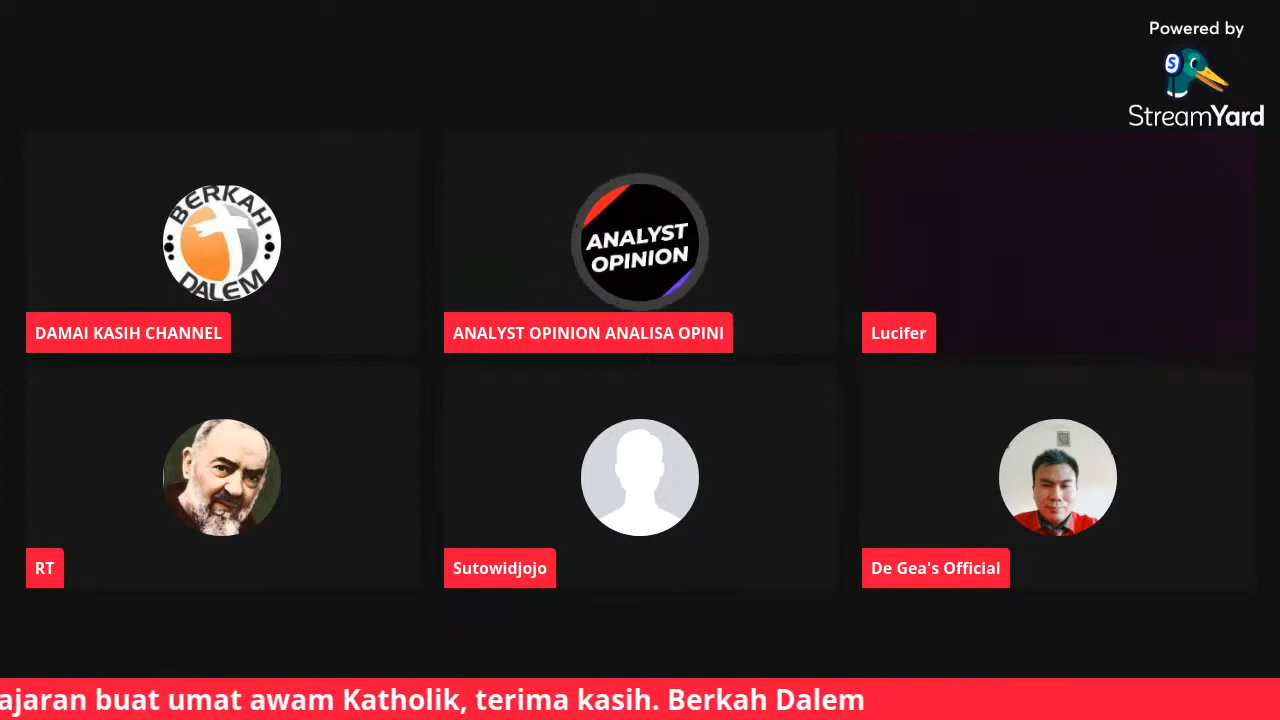 Powered by
S
StreamYard
BERKAH
DALEM
ANALYST
OPINION
DAMAI KASIH CHANNEL
ANALYST OPINION ANALISA OPINI
Lucifer
RT
Sutowidjojo
De Gea's Official
ajaran buat umat awam Katholik, terima kasih. Berkah Dalem